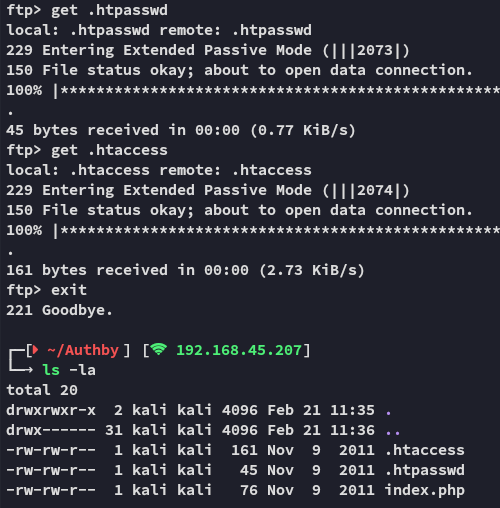 ftp> get .htpasswd
local: .htpasswd remote: .htpasswd
229 Entering Extended Passive Mode (|||2073|)
150 File status okay; about to open data connection.
100% |*************************************************
.
45 bytes received in 00:00 (0.77 KiB/s)
ftp> get .htaccess
local: .htaccess remote: .htaccess
229 Entering Extended Passive Mode (|||2074|)
150 File status okay; about to open data connection.
100% |*************************************************
.
161 bytes received in 00:00 (2.73 KiB/s)
ftp> exit
221 Goodbye.
┌─[ ~/Authby ] [ 192.168.45.207]
└─→ ls -la
total 20
drwxrwxr-x  2 kali kali 4096 Feb 21 11:35 .
drwx------ 31 kali kali 4096 Feb 21 11:36 ..
-rw-rw-r--  1 kali kali  161 Nov  9  2011 .htaccess
-rw-rw-r--  1 kali kali   45 Nov  9  2011 .htpasswd
-rw-rw-r--  1 kali kali   76 Nov  9  2011 index.php